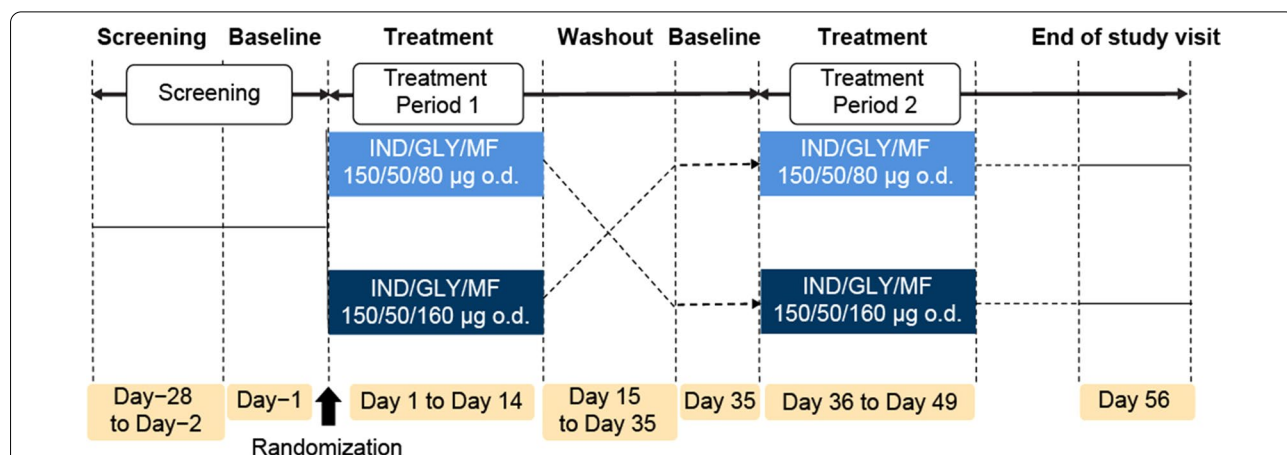 Screening Baseline Treatment Washout Baseline Treatment End of study visit
Screening
Treatment
Period 1
Treatment
Period 2
IND/GLY/MF
150/50/80 µg o.d.
IND/GLY/MF
150/50/80 µg o.d.
IND/GLY/MF
150/50/160 µg o.d.
IND/GLY/MF
150/50/160 µg o.d.
Day−28
to Day−2
Day−1
Day 1 to Day 14
Day 15
to Day 35
Day 35
Day 36 to Day 49
Day 56
Randomization